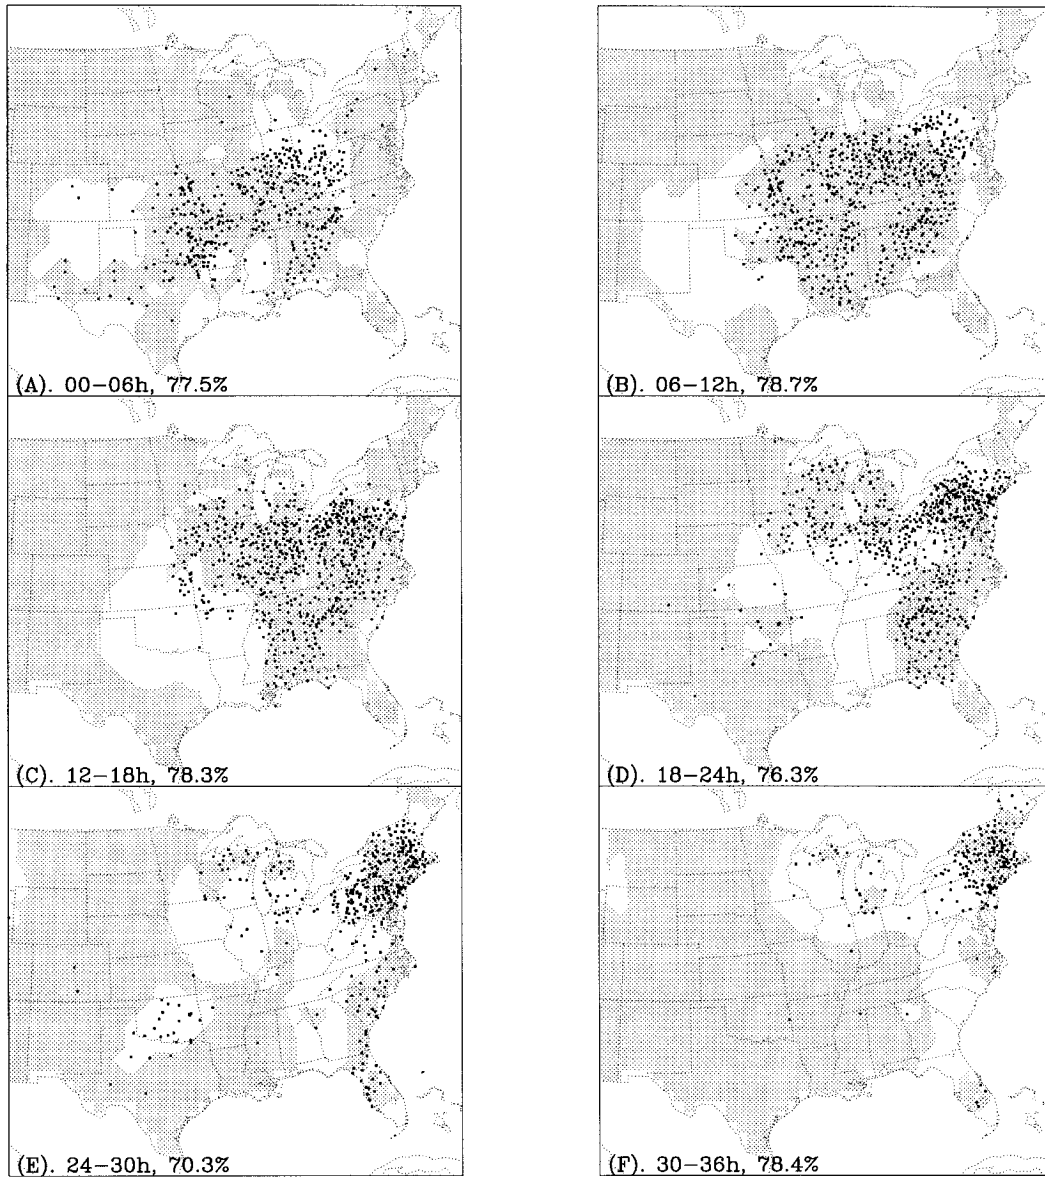 (A). 00–06h, 77.5%
(B). 06–12h, 78.7%
(C). 12–18h, 78.3%
(D). 18–24h, 76.3%
(E). 24–30h, 70.3%
(F). 30–36h, 78.4%